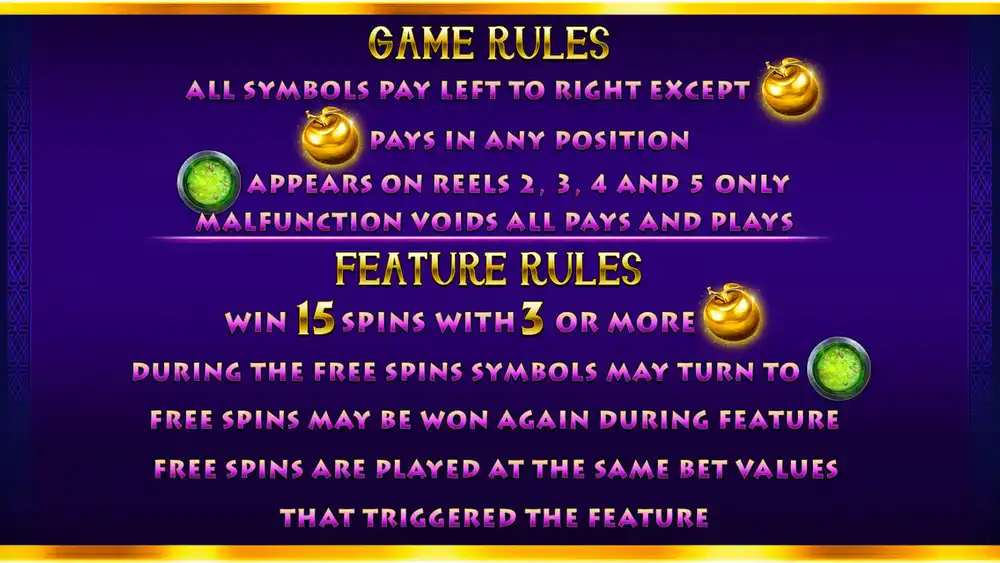 GAME RULES
ALL SYMBOLS PAY LEFT TO RIGHT EXCEPT
PAYS IN ANY POSITION
APPEARS ON REELS 2, 3, 4 AND 5 ONLY
MALFUNCTION VOIDS ALL PAYS AND PLAYS
FEATURE RULES
WIN 15 SPINS WITH 3 OR MORE
DURING THE FREE SPINS SYMBOLS MAY TURN TO
FREE SPINS MAY BE WON AGAIN DURING FEATURE
FREE SPINS ARE PLAYED AT THE SAME BET VALUES
THAT TRIGGERED THE FEATURE